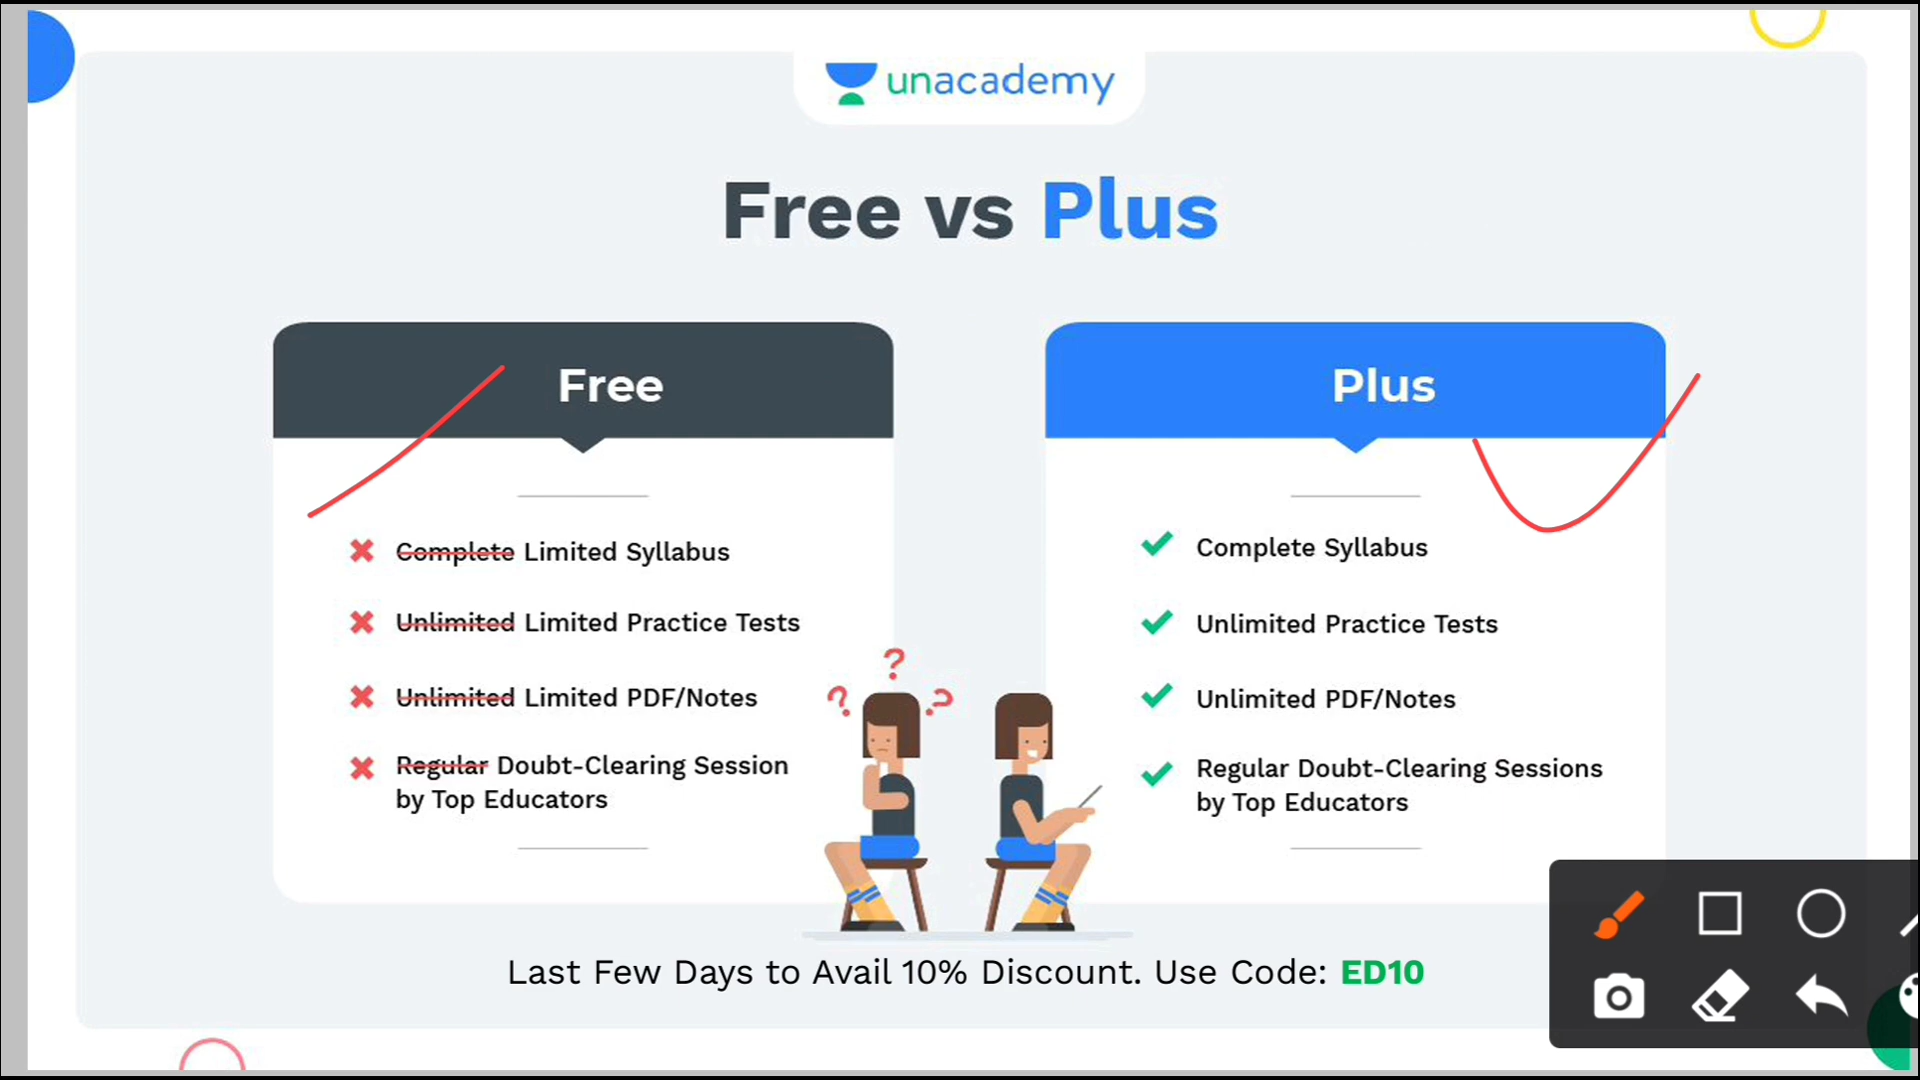 unacademy
Free vs Plus
Free
Complete Limited Syllabus
Unlimited Limited Practice Tests
Unlimited Limited PDF/Notes
Regular Doubt-Clearing Session
by Top Educators
? ? ?
Plus
Complete Syllabus
Unlimited Practice Tests
Unlimited PDF/Notes
Regular Doubt-Clearing Sessions
by Top Educators
Last Few Days to Avail 10% Discount. Use Code: ED10